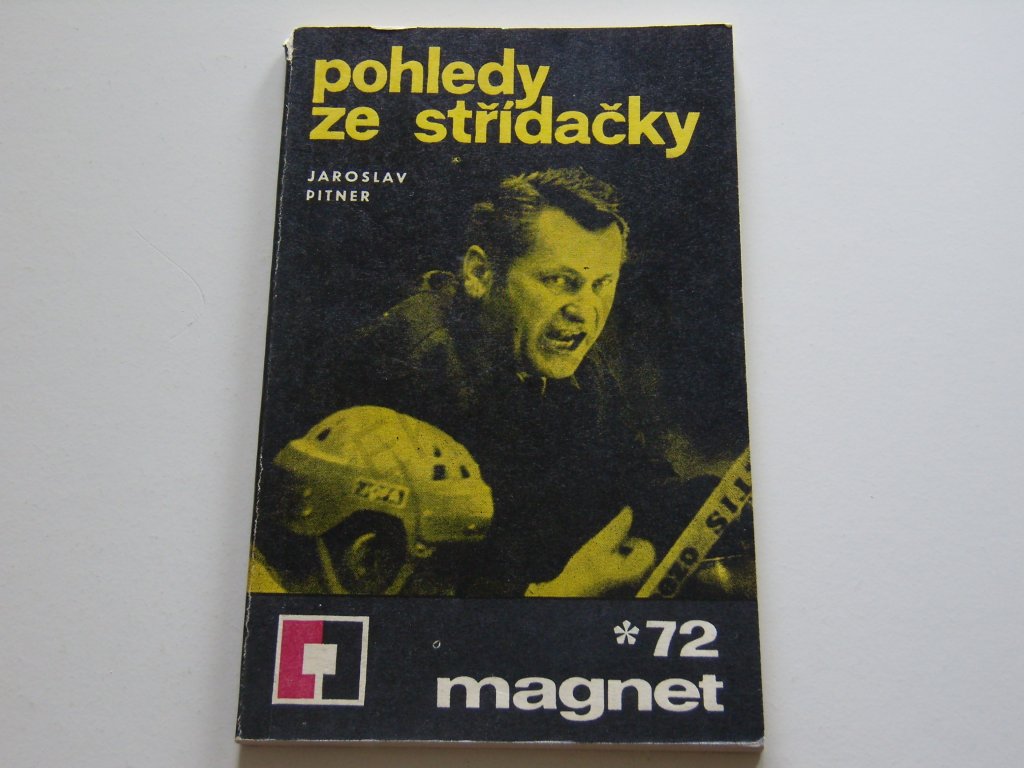 pohledy
ze střídačky
JAROSLAV
PITNER
*72
magnet